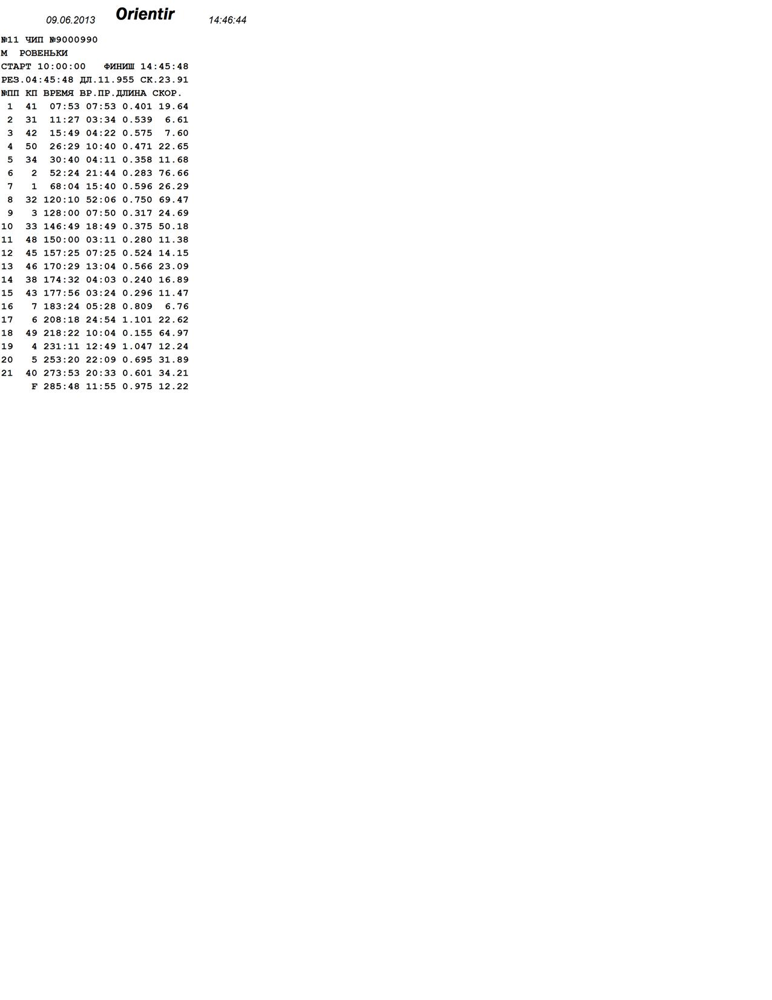 09.06.2013 Orientir 14:46:44
№11 ЧИП №9000990
М РОВЕНЬКИ
СТАРТ 10:00:00 ФИНИШ 14:45:48
РЕЗ.04:45:48 ДЛ.11.955 СК.23.91
№ПП КП ВРЕМЯ ВР.ПР.ДЛИНА СКОР.
1 41 07:53 07:53 0.401 19.64
2 31 11:27 03:34 0.539 6.61
3 42 15:49 04:22 0.575 7.60
4 50 26:29 10:40 0.471 22.65
5 34 30:40 04:11 0.358 11.68
6 2 52:24 21:44 0.283 76.66
7 1 68:04 15:40 0.596 26.29
8 32 120:10 52:06 0.750 69.47
9 3 128:00 07:50 0.317 24.69
10 33 146:49 18:49 0.375 50.18
11 48 150:00 03:11 0.280 11.38
12 45 157:25 07:25 0.524 14.15
13 46 170:29 13:04 0.566 23.09
14 38 174:32 04:03 0.240 16.89
15 43 177:56 03:24 0.296 11.47
16 7 183:24 05:28 0.809 6.76
17 6 208:18 24:54 1.101 22.62
18 49 218:22 10:04 0.155 64.97
19 4 231:11 12:49 1.047 12.24
20 5 253:20 22:09 0.695 31.89
21 40 273:53 20:33 0.601 34.21
F 285:48 11:55 0.975 12.22